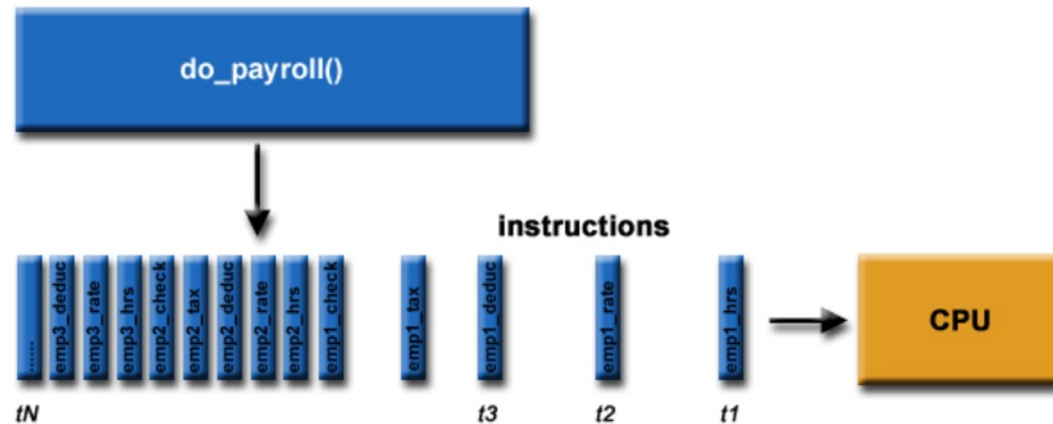 do_payroll()
instructions
......
emp3_deduc
emp3_rate
emp3_hrs
emp2_check
emp2_tax
emp2_deduc
emp2_rate
emp2_hrs
emp1_check
emp1_tax
emp1_deduc
emp1_rate
emp1_hrs
CPU
tN
t3
t2
t1